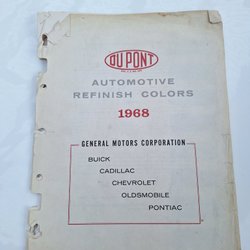 DU PONT
AUTOMOTIVE
REFINISH COLORS
1968
GENERAL MOTORS CORPORATION
BUICK
CADILLAC
CHEVROLET
OLDSMOBILE
PONTIAC